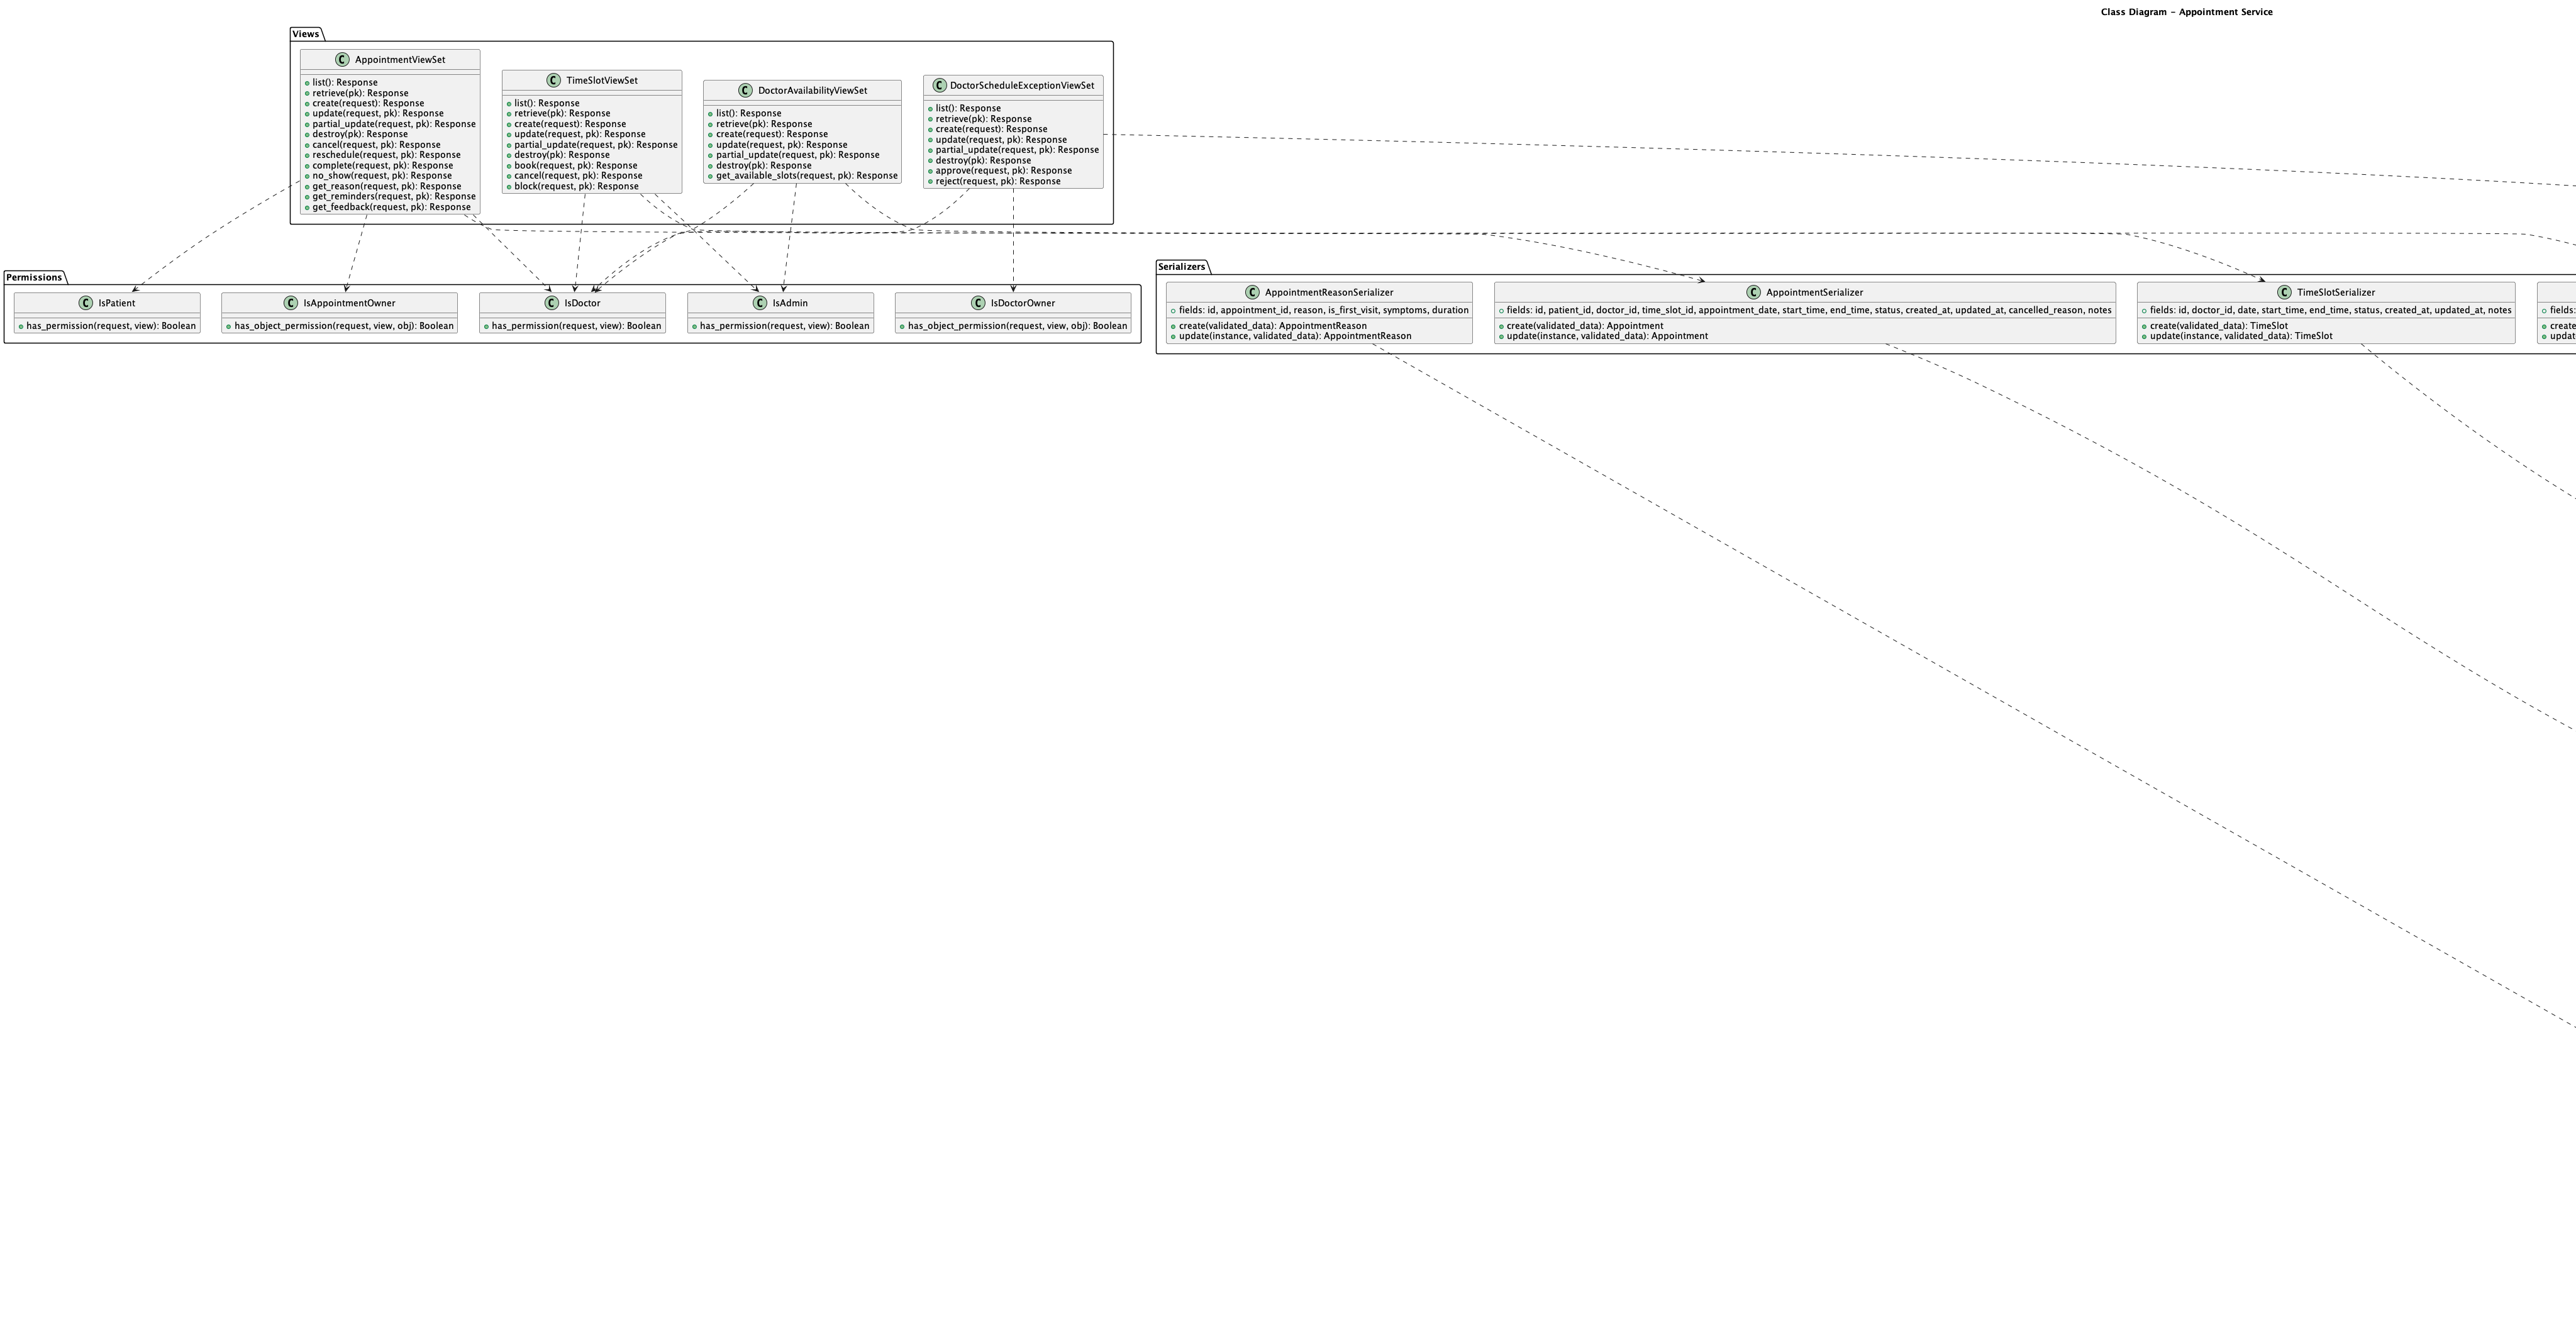 Class Diagram - Appointment Service
Views
AppointmentViewSet
list(): Response
retrieve(pk): Response
create(request): Response
update(request, pk): Response
partial_update(request, pk): Response
destroy(pk): Response
cancel(request, pk): Response
reschedule(request, pk): Response
complete(request, pk): Response
no_show(request, pk): Response
get_reason(request, pk): Response
get_reminders(request, pk): Response
get_feedback(request, pk): Response
TimeSlotViewSet
list(): Response
retrieve(pk): Response
create(request): Response
update(request, pk): Response
partial_update(request, pk): Response
destroy(pk): Response
book(request, pk): Response
cancel(request, pk): Response
block(request, pk): Response
DoctorAvailabilityViewSet
list(): Response
retrieve(pk): Response
create(request): Response
update(request, pk): Response
partial_update(request, pk): Response
destroy(pk): Response
get_available_slots(request, pk): Response
DoctorScheduleExceptionViewSet
list(): Response
retrieve(pk): Response
create(request): Response
update(request, pk): Response
partial_update(request, pk): Response
destroy(pk): Response
approve(request, pk): Response
reject(request, pk): Response
Permissions
IsPatient
has_permission(request, view): Boolean
IsAppointmentOwner
has_object_permission(request, view, obj): Boolean
IsDoctor
has_permission(request, view): Boolean
IsAdmin
has_permission(request, view): Boolean
IsDoctorOwner
has_object_permission(request, view, obj): Boolean
Serializers
AppointmentReasonSerializer
fields: id, appointment_id, reason, is_first_visit, symptoms, duration
create(validated_data): AppointmentReason
update(instance, validated_data): AppointmentReason
AppointmentSerializer
fields: id, patient_id, doctor_id, time_slot_id, appointment_date, start_time, end_time, status, created_at, updated_at, cancelled_reason, notes
create(validated_data): Appointment
update(instance, validated_data): Appointment
TimeSlotSerializer
fields: id, doctor_id, date, start_time, end_time, status, created_at, updated_at, notes
create(validated_data): TimeSlot
update(instance, validated_data): TimeSlot
fields: